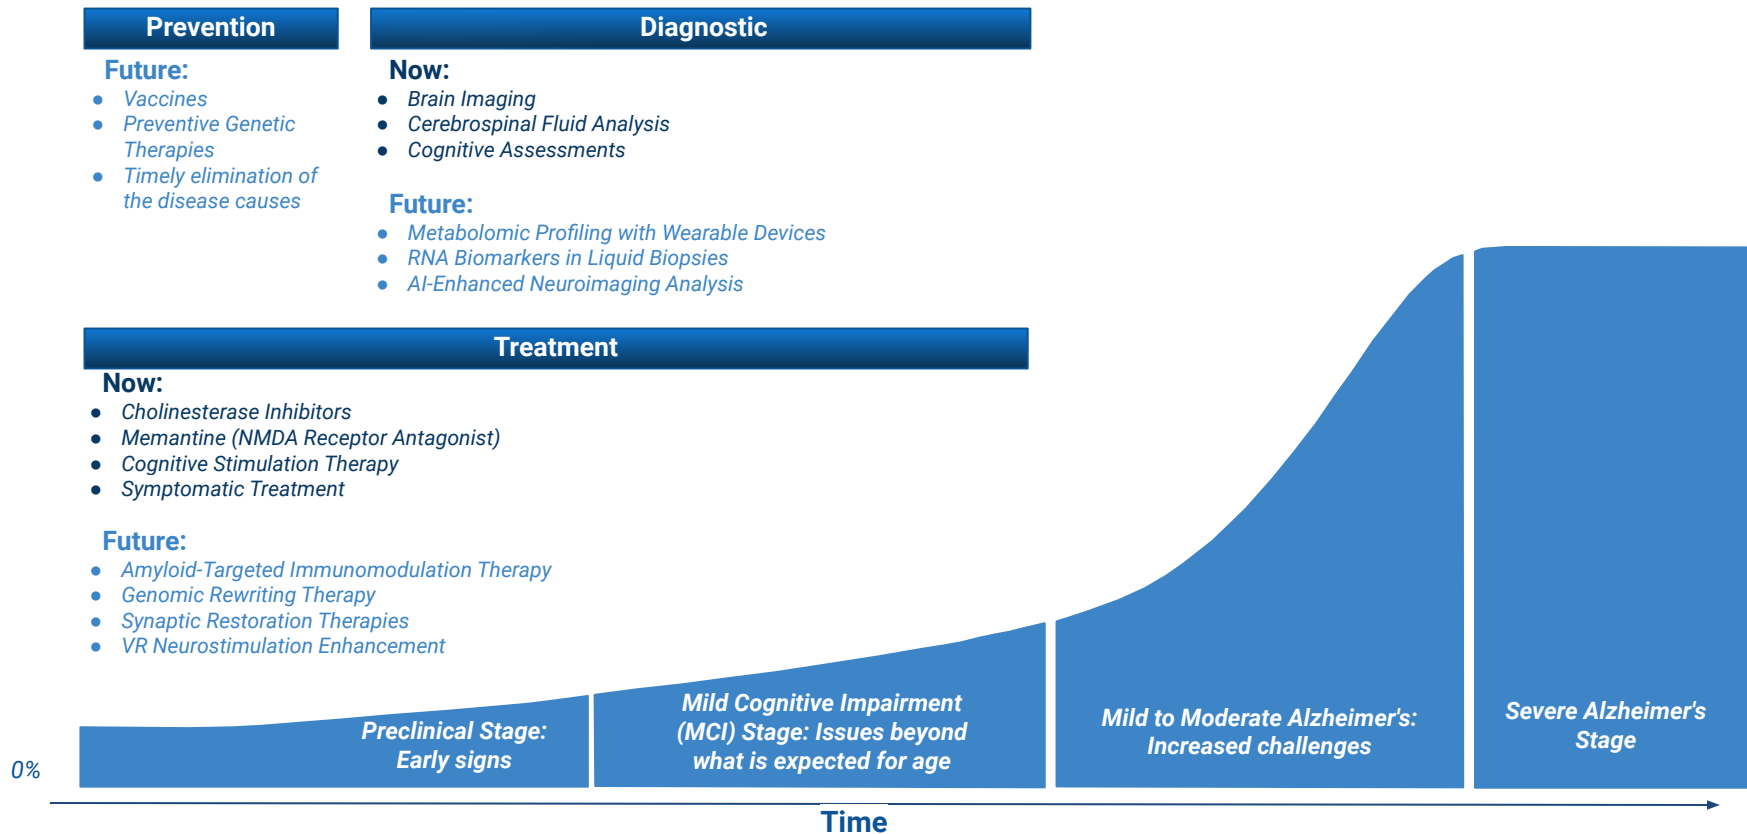 Prevention
Future:
● Vaccines
● Preventive Genetic
Therapies
● Timely elimination of
the disease causes
Diagnostic
Now:
● Brain Imaging
● Cerebrospinal Fluid Analysis
● Cognitive Assessments
Future:
● Metabolomic Profiling with Wearable Devices
● RNA Biomarkers in Liquid Biopsies
● AI-Enhanced Neuroimaging Analysis
Treatment
Now:
● Cholinesterase Inhibitors
● Memantine (NMDA Receptor Antagonist)
● Cognitive Stimulation Therapy
● Symptomatic Treatment
Future:
● Amyloid-Targeted Immunomodulation Therapy
● Genomic Rewriting Therapy
● Synaptic Restoration Therapies
● VR Neurostimulation Enhancement
Preclinical Stage:
Early signs
Mild Cognitive Impairment
(MCI) Stage: Issues beyond
what is expected for age
Mild to Moderate Alzheimer's:
Increased challenges
Severe Alzheimer's
Stage
0%
Time